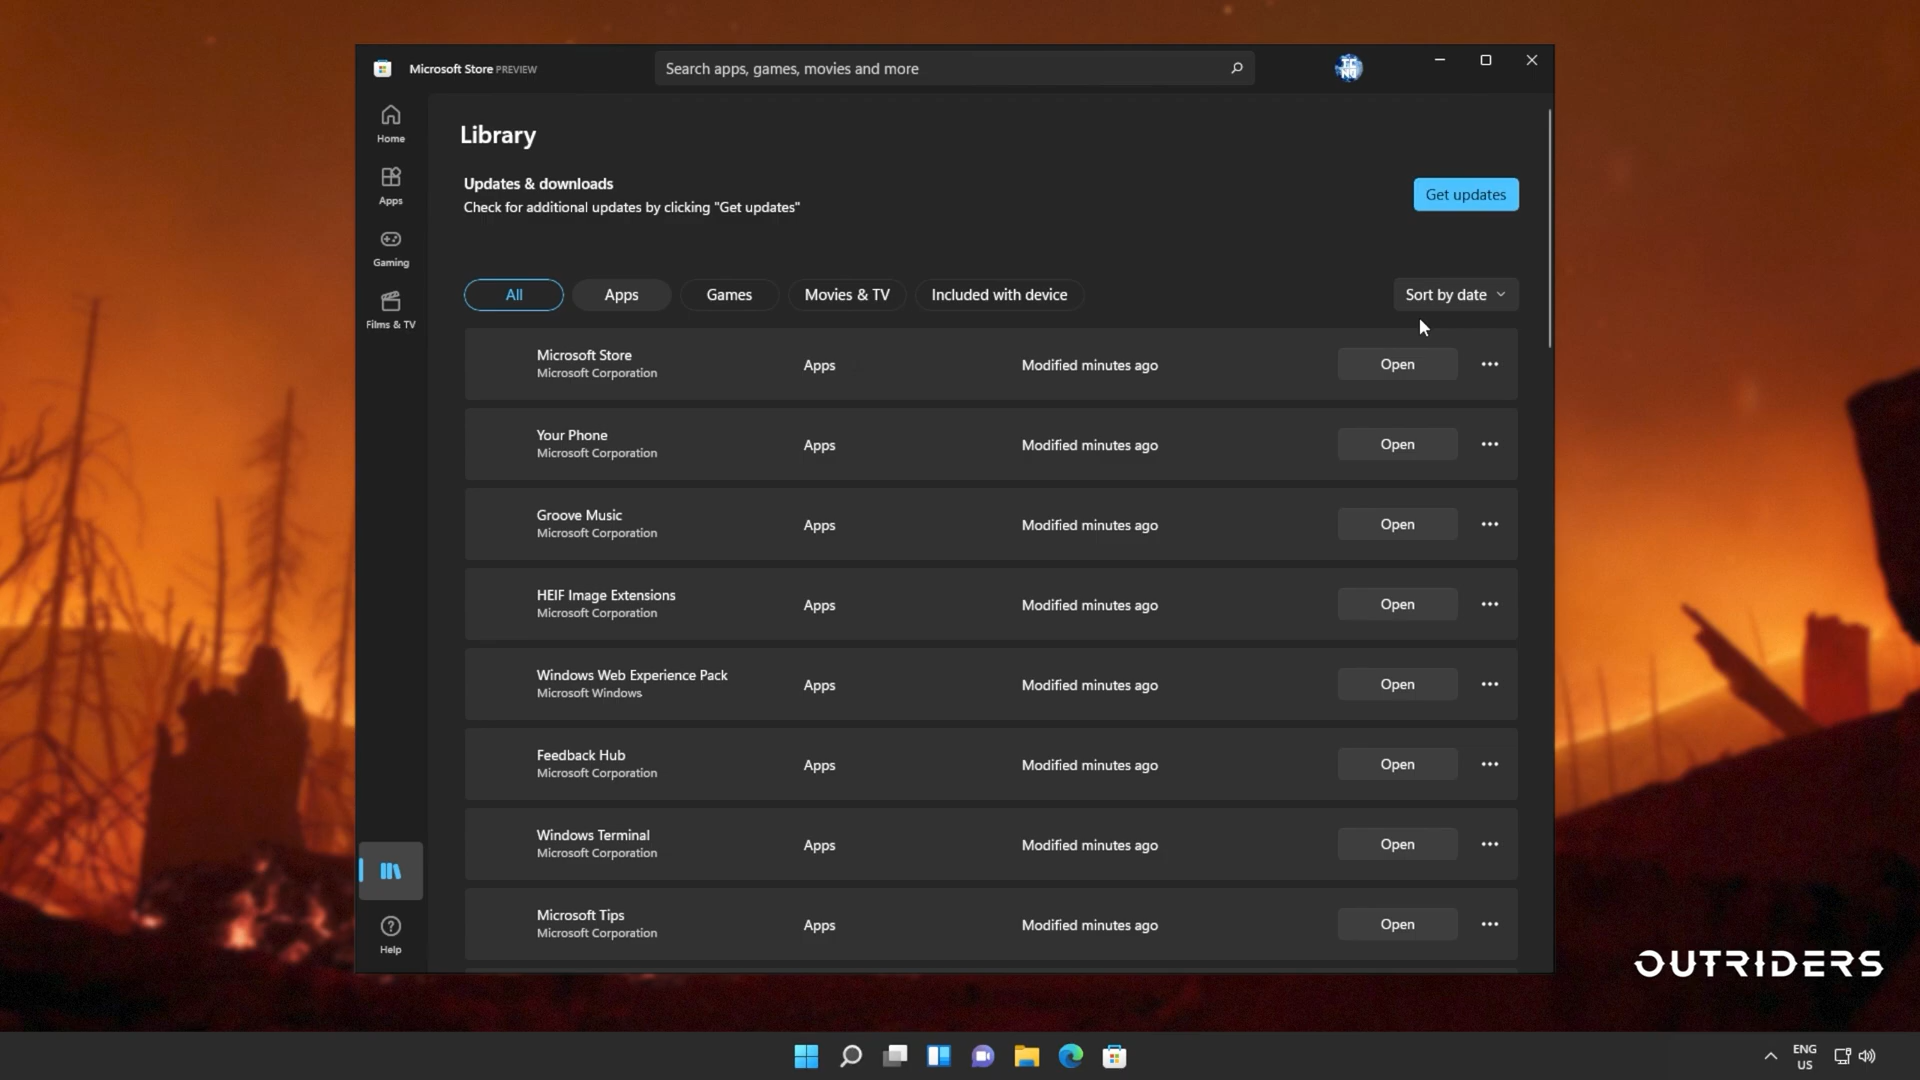 Microsoft Store PREVIEW
Search apps, games, movies and more
TC
NO
Home
Apps
Gaming
Films & TV
Help
Library
Updates & downloads
Check for additional updates by clicking "Get updates"
Get updates
All
Apps
Games
Movies & TV
Included with device
Sort by date
Microsoft Store
Microsoft Corporation
Apps
Modified minutes ago
Open
Your Phone
Microsoft Corporation
Apps
Modified minutes ago
Open
Groove Music
Microsoft Corporation
Apps
Modified minutes ago
Open
HEIF Image Extensions
Microsoft Corporation
Apps
Modified minutes ago
Open
Windows Web Experience Pack
Microsoft Windows
Apps
Modified minutes ago
Open
Feedback Hub
Microsoft Corporation
Apps
Modified minutes ago
Open
Windows Terminal
Microsoft Corporation
Apps
Modified minutes ago
Open
Microsoft Tips
Microsoft Corporation
Apps
Modified minutes ago
Open
OUTRIDERS
ENG
US